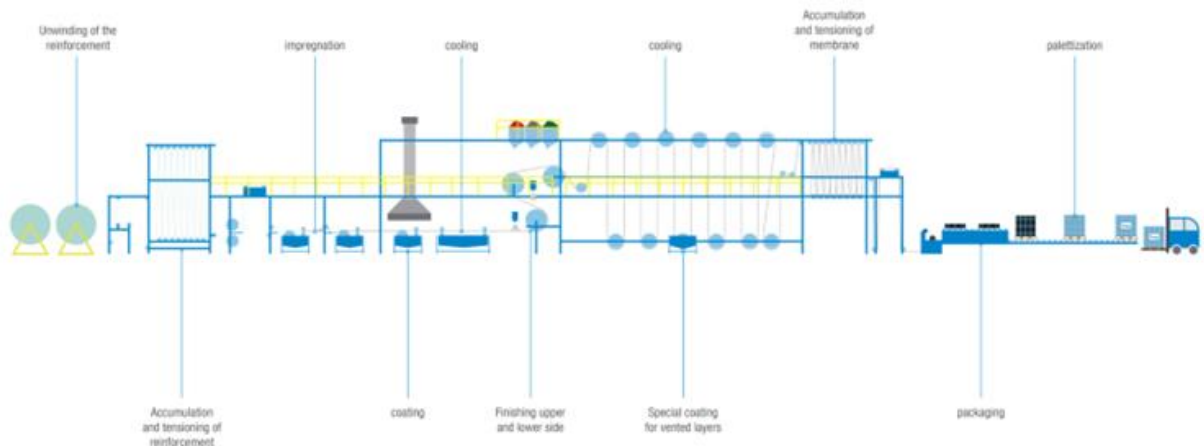 Unwinding of the
reinforcement
impregnation
cooling
cooling
Accumulation
and tensioning of
membrane
palettization
Accumulation
and tensioning of
reinforcement
coating
Finishing upper
and lower side
Special coating
for vented layers
packaging